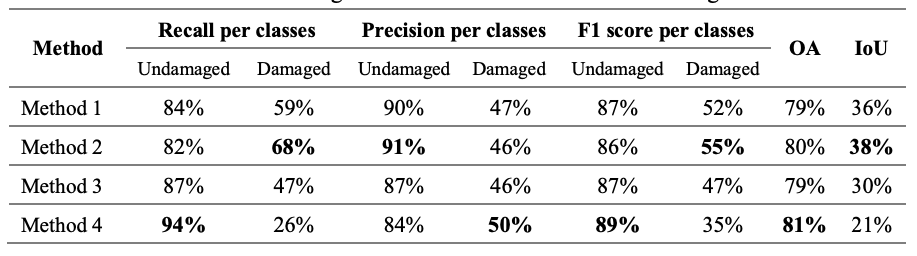 Method Recall per classes Precision per classes F1 score per classes OA IoU
Undamaged Damaged Undamaged Damaged Undamaged Damaged
Method 1 84% 59% 90% 47% 87% 52% 79% 36%
Method 2 82% 68% 91% 46% 86% 55% 80% 38%
Method 3 87% 47% 87% 46% 87% 47% 79% 30%
Method 4 94% 26% 84% 50% 89% 35% 81% 21%